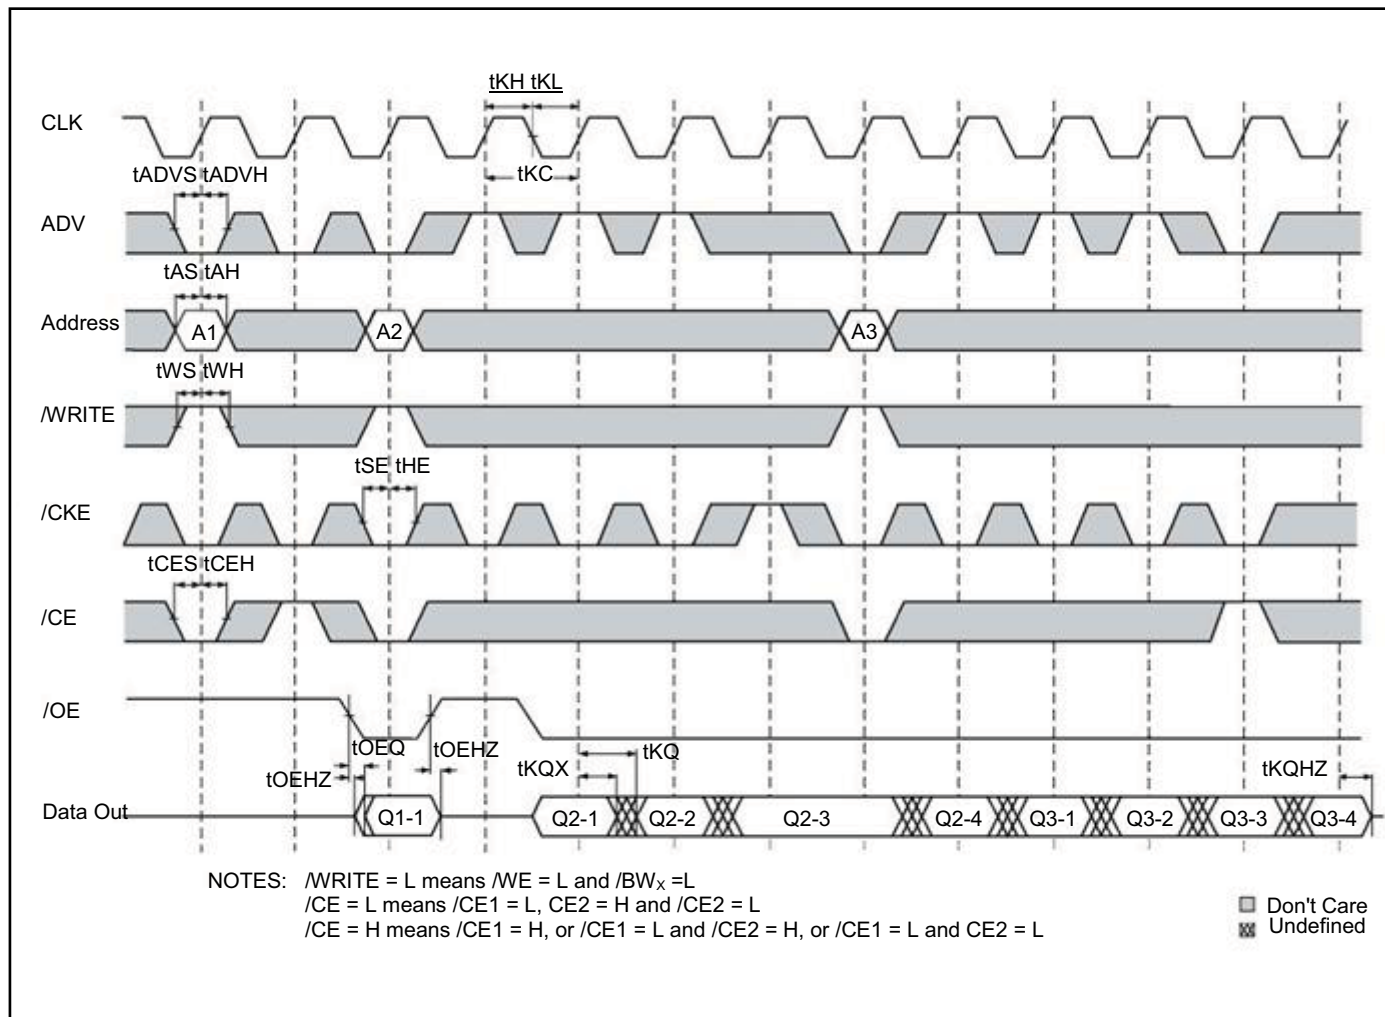 tKH tKL
CLK
tKC
tADVS tADVH
ADV
tAS tAH
Address
A1
A2
A3
tWS tWH
/WRITE
tSE tHE
/CKE
tCES tCEH
/CE
/OE
tOEQ
tOEHZ
tKQ
tOEHZ
tKQX
tKQHZ
Data Out
Q1-1
Q2-1
Q2-2
Q2-3
Q2-4
Q3-1
Q3-2
Q3-3
Q3-4
NOTES: /WRITE = L means /WE = L and /BWX =L
/CE = L means /CE1 = L, CE2 = H and /CE2 = L
/CE = H means /CE1 = H, or /CE1 = L and /CE2 = H, or /CE1 = L and CE2 = L
Don't Care
Undefined